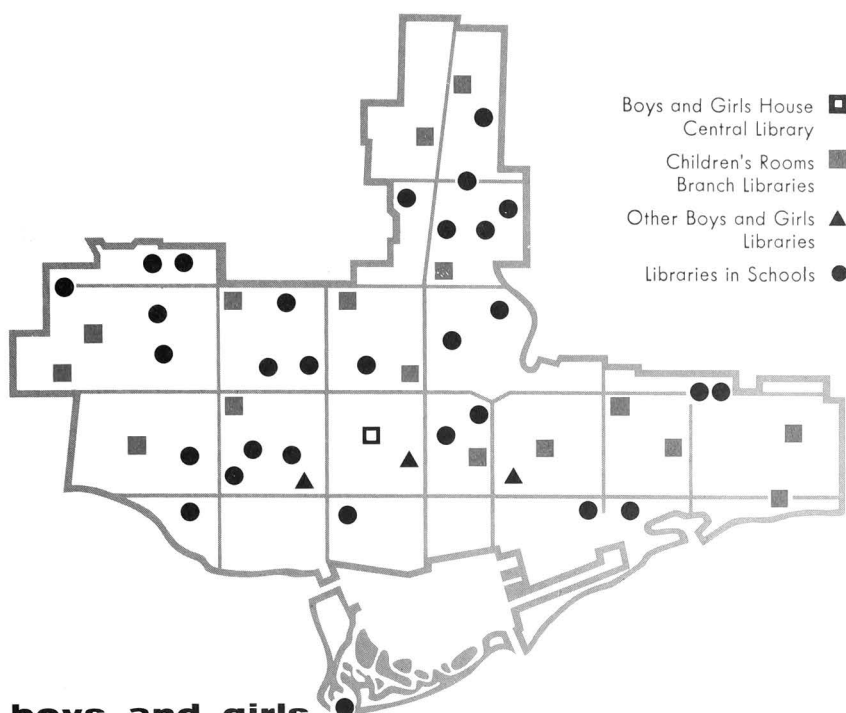 Boys and Girls House
Central Library
Children's Rooms
Branch Libraries
Other Boys and Girls
Libraries
Libraries in Schools
boys and girls